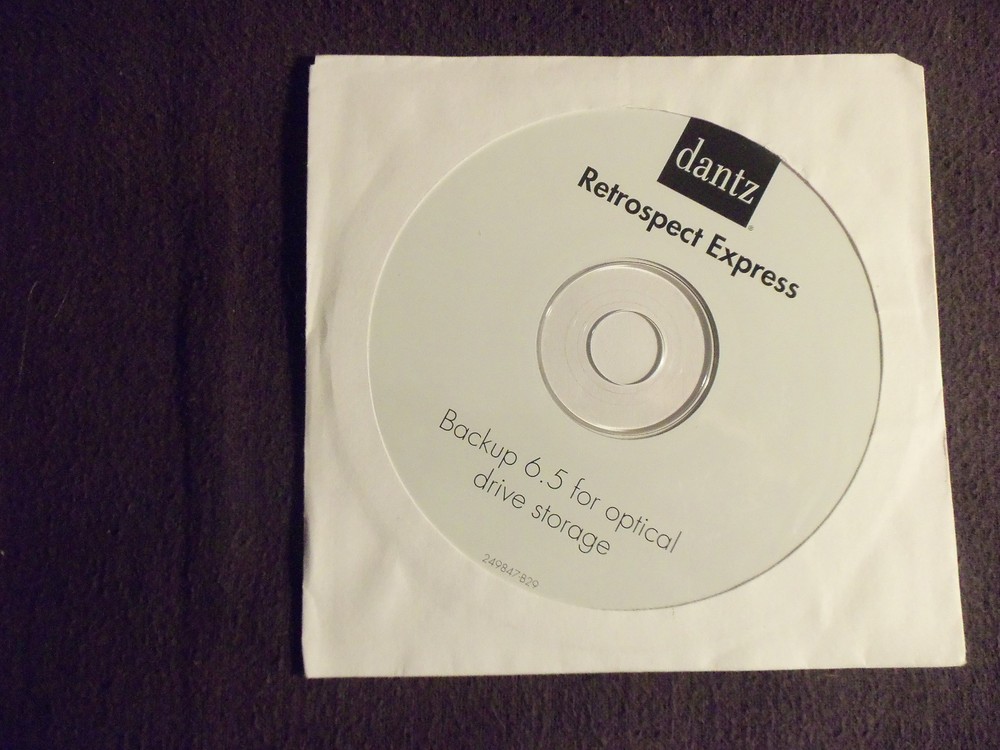 dantz
Retrospect Express
Backup 6.5 for optical
drive storage
249847829